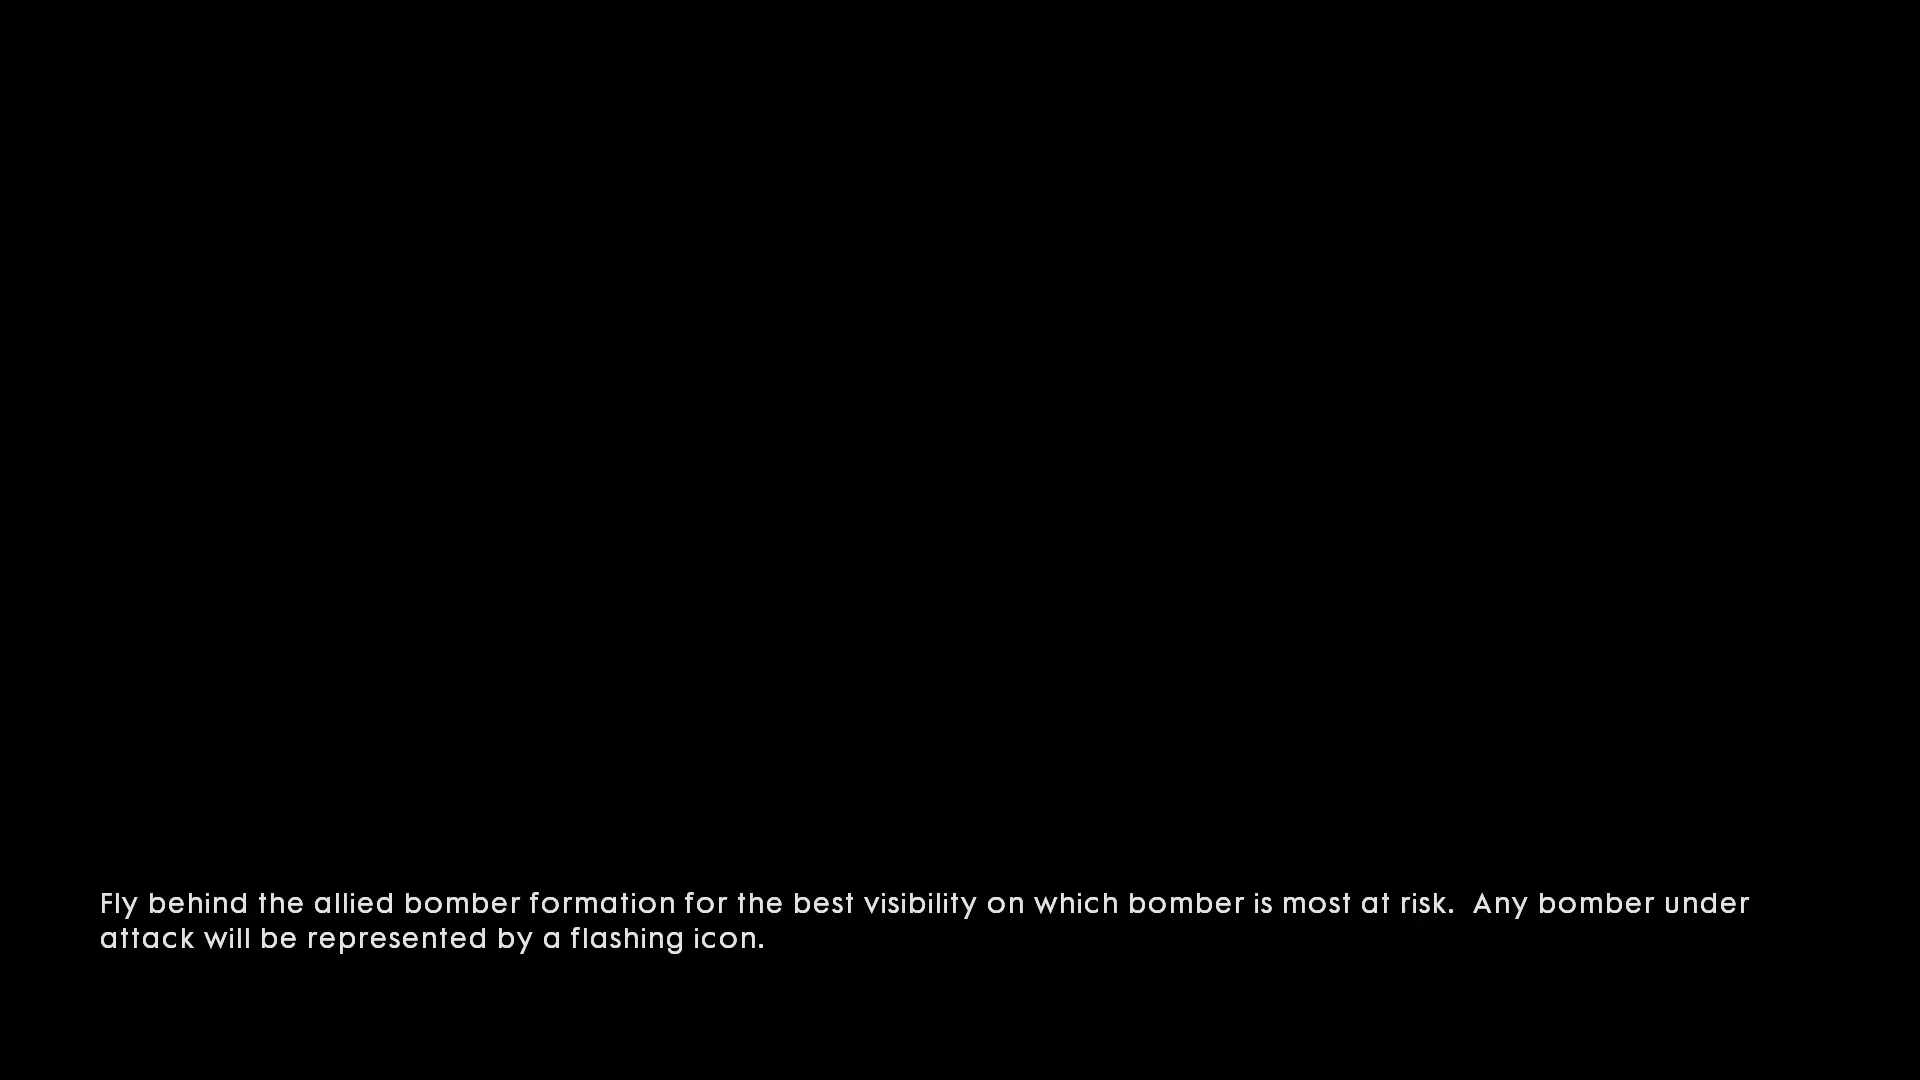 Fly behind the allied bomber formation for the best visibility on which bomber is most at risk.  Any bomber under
attack will be represented by a flashing icon.